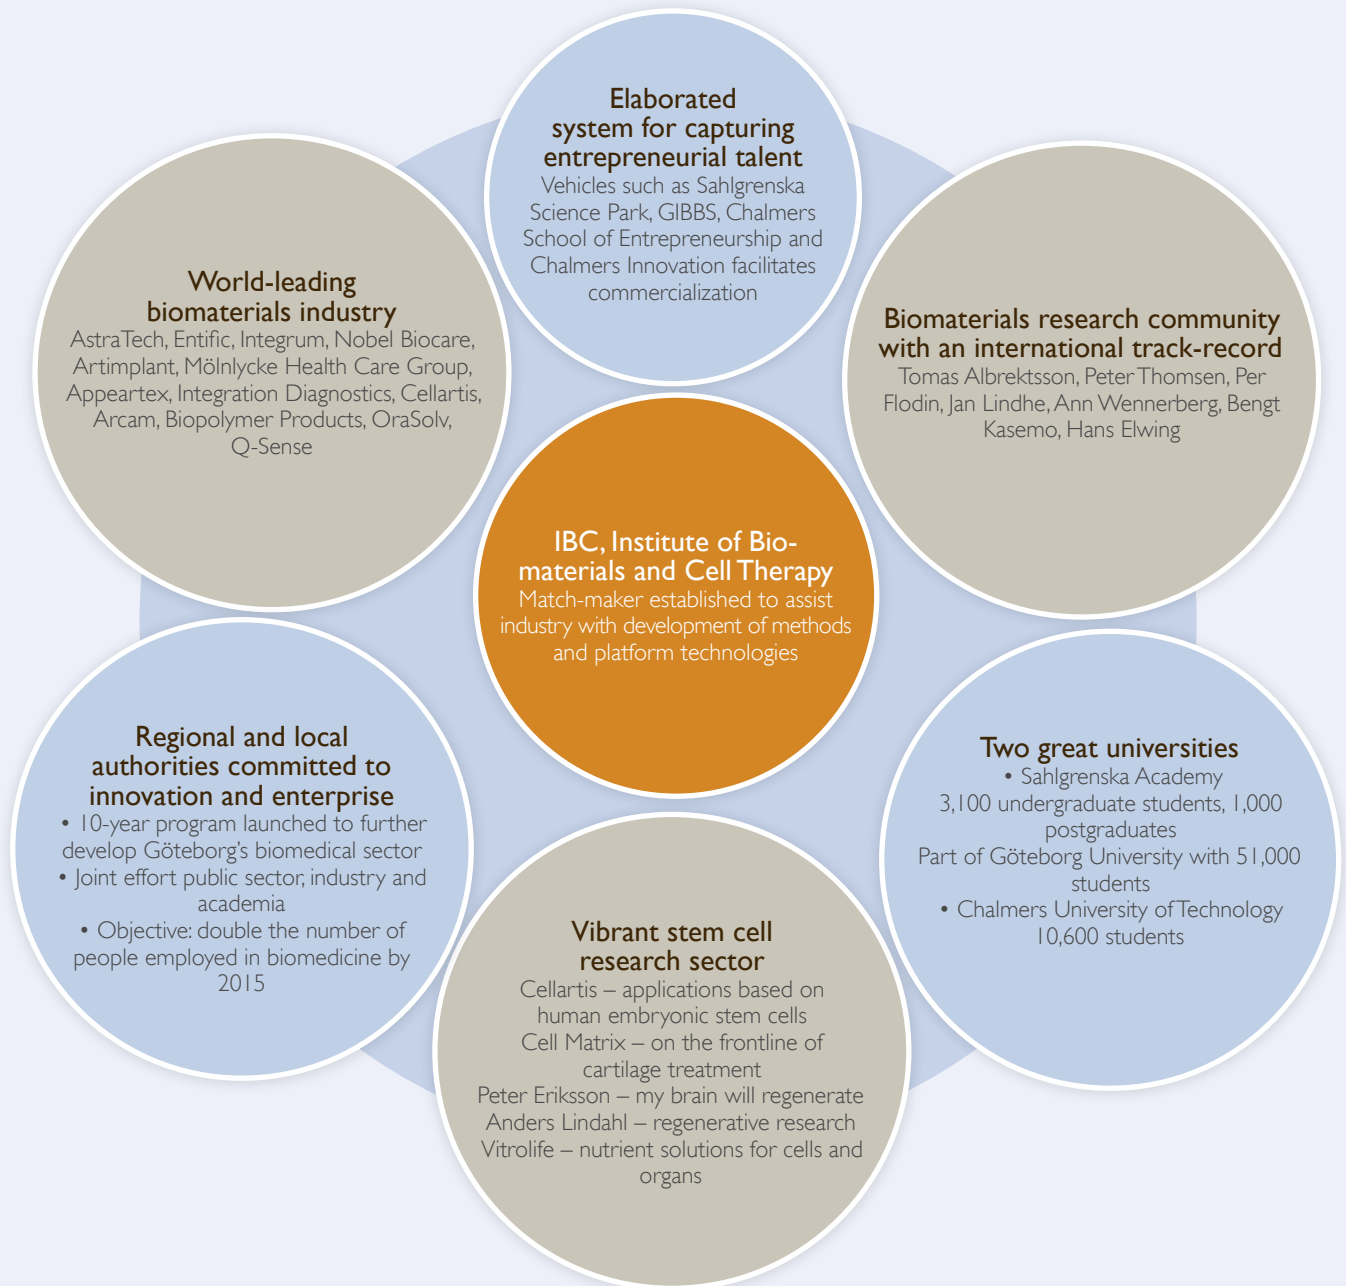 Elaborated
system for capturing
entrepreneurial talent
Vehicles such as Sahlgrenska
Science Park, GIBBS, Chalmers
School of Entrepreneurship and
Chalmers Innovation facilitates
commercialization
World-leading
biomaterials industry
AstraTech, Entific, Integrum, Nobel Biocare,
Artimplant, Mölnlycke Health Care Group,
Appeartex, Integration Diagnostics, Cellartis,
Arcam, Biopolymer Products, OraSolv,
Q-Sense
Biomaterials research community
with an international track-record
Tomas Albrektsson, Peter Thomsen, Per
Flodin, Jan Lindhe, Ann Wennerberg, Bengt
Kasemo, Hans Elwing
IBC, Institute of Bio-
materials and Cell Therapy
Match-maker established to assist
industry with development of methods
and platform technologies
Regional and local
authorities committed to
innovation and enterprise
• 10-year program launched to further
develop Göteborg’s biomedical sector
• Joint effort public sector, industry and
academia
• Objective: double the number of
people employed in biomedicine by
2015
Two great universities
• Sahlgrenska Academy
3,100 undergraduate students, 1,000
postgraduates
Part of Göteborg University with 51,000
students
• Chalmers University of Technology
10,600 students
Vibrant stem cell
research sector
Cellartis – applications based on
human embryonic stem cells
Cell Matrix – on the frontline of
cartilage treatment
Peter Eriksson – my brain will regenerate
Anders Lindahl – regenerative research
Vitrolife – nutrient solutions for cells and
organs